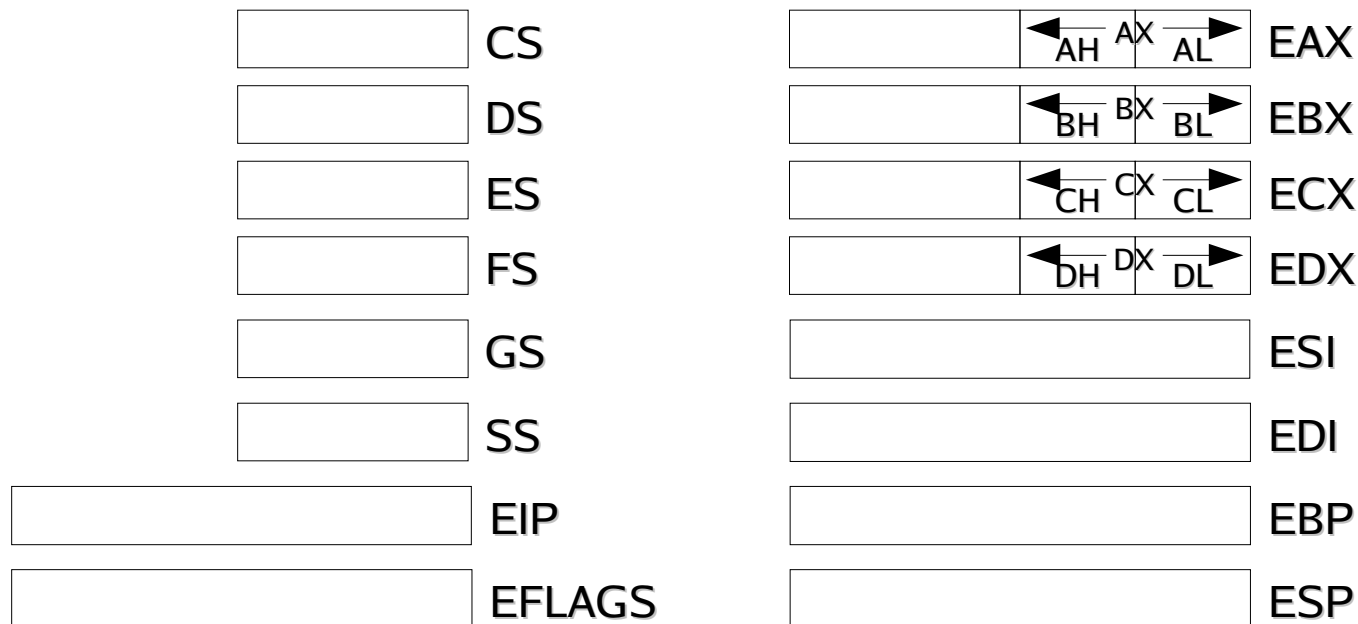 CS
DS
ES
FS
GS
SS
EIP
EFLAGS
AH AX AL EAX
BH BX BL EBX
CH CX CL ECX
DH DX DL EDX
ESI
EDI
EBP
ESP